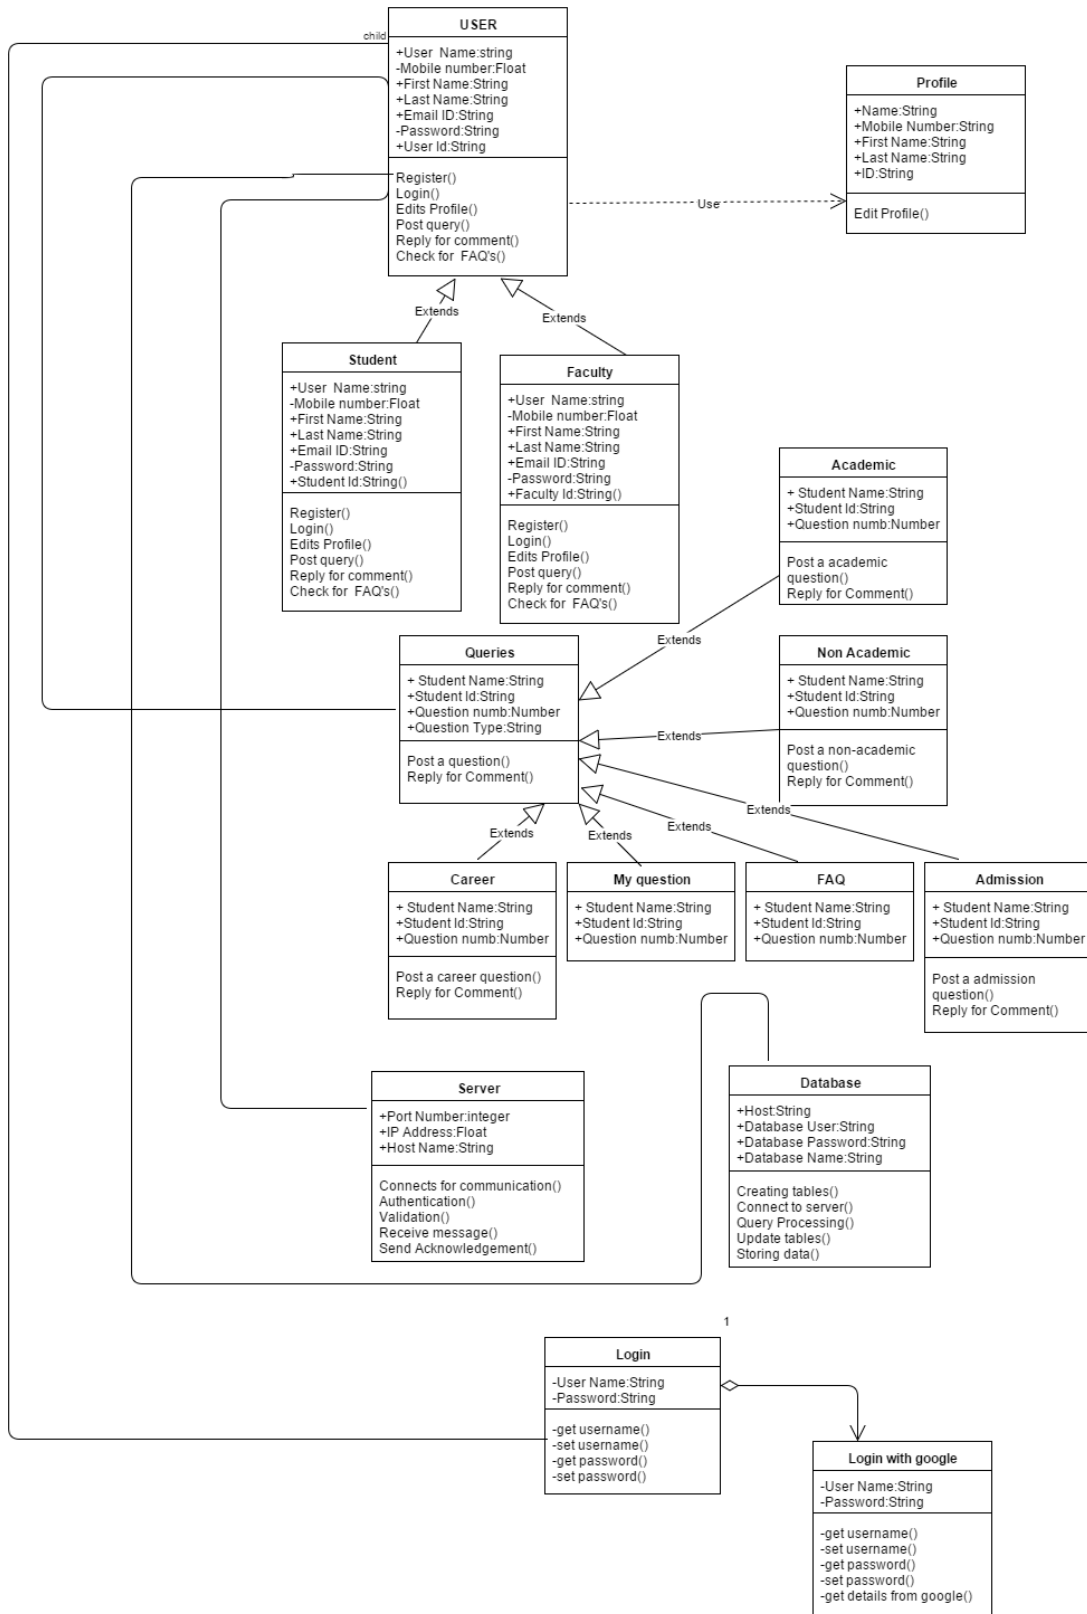 USER
child
+User  Name:string
-Mobile number:Float
+First Name:String
+Last Name:String
+Email ID:String
-Password:String
+User Id:String
Register()
Login()
Edits Profile()
Post query()
Reply for comment()
Check for  FAQ's()
Use
Profile
+Name:String
+Mobile Number:String
+First Name:String
+Last Name:String
+ID:String
Edit Profile()
Extends
Extends
Student
+User  Name:string
-Mobile number:Float
+First Name:String
+Last Name:String
+Email ID:String
-Password:String
+Student Id:String()
Register()
Login()
Edits Profile()
Post query()
Reply for comment()
Check for  FAQ's()
Faculty
+User  Name:string
-Mobile number:Float
+First Name:String
+Last Name:String
+Email ID:String
-Password:String
+Faculty Id:String()
Register()
Login()
Edits Profile()
Post query()
Reply for comment()
Check for  FAQ's()
Academic
+ Student Name:String
+Student Id:String
+Question numb:Number
Post a academic
question()
Reply for Comment()
Extends
Queries
+ Student Name:String
+Student Id:String
+Question numb:Number
+Question Type:String
Post a question()
Reply for Comment()
Extends
Non Academic
+ Student Name:String
+Student Id:String
+Question numb:Number
Post a non-academic
question()
Reply for Comment()
Extends
Extends
Extends
Extends
Career
+ Student Name:String
+Student Id:String
+Question numb:Number
Post a career question()
Reply for Comment()
My question
+ Student Name:String
+Student Id:String
+Question numb:Number
FAQ
+ Student Name:String
+Student Id:String
+Question numb:Number
Admission
+ Student Name:String
+Student Id:String
+Question numb:Number
Post a admission
question()
Reply for Comment()
Server
+Port Number:integer
+IP Address:Float
+Host Name:String
Connects for communication()
Authentication()
Validation()
Receive message()
Send Acknowledgement()
Database
+Host:String
+Database User:String
+Database Password:String
+Database Name:String
Creating tables()
Connect to server()
Query Processing()
Update tables()
Storing data()
1
Login
-User Name:String
-Password:String
-get username()
-set username()
-get password()
-set password()
Login with google
-User Name:String
-Password:String
-get username()
-set username()
-get password()
-set password()
-get details from google()